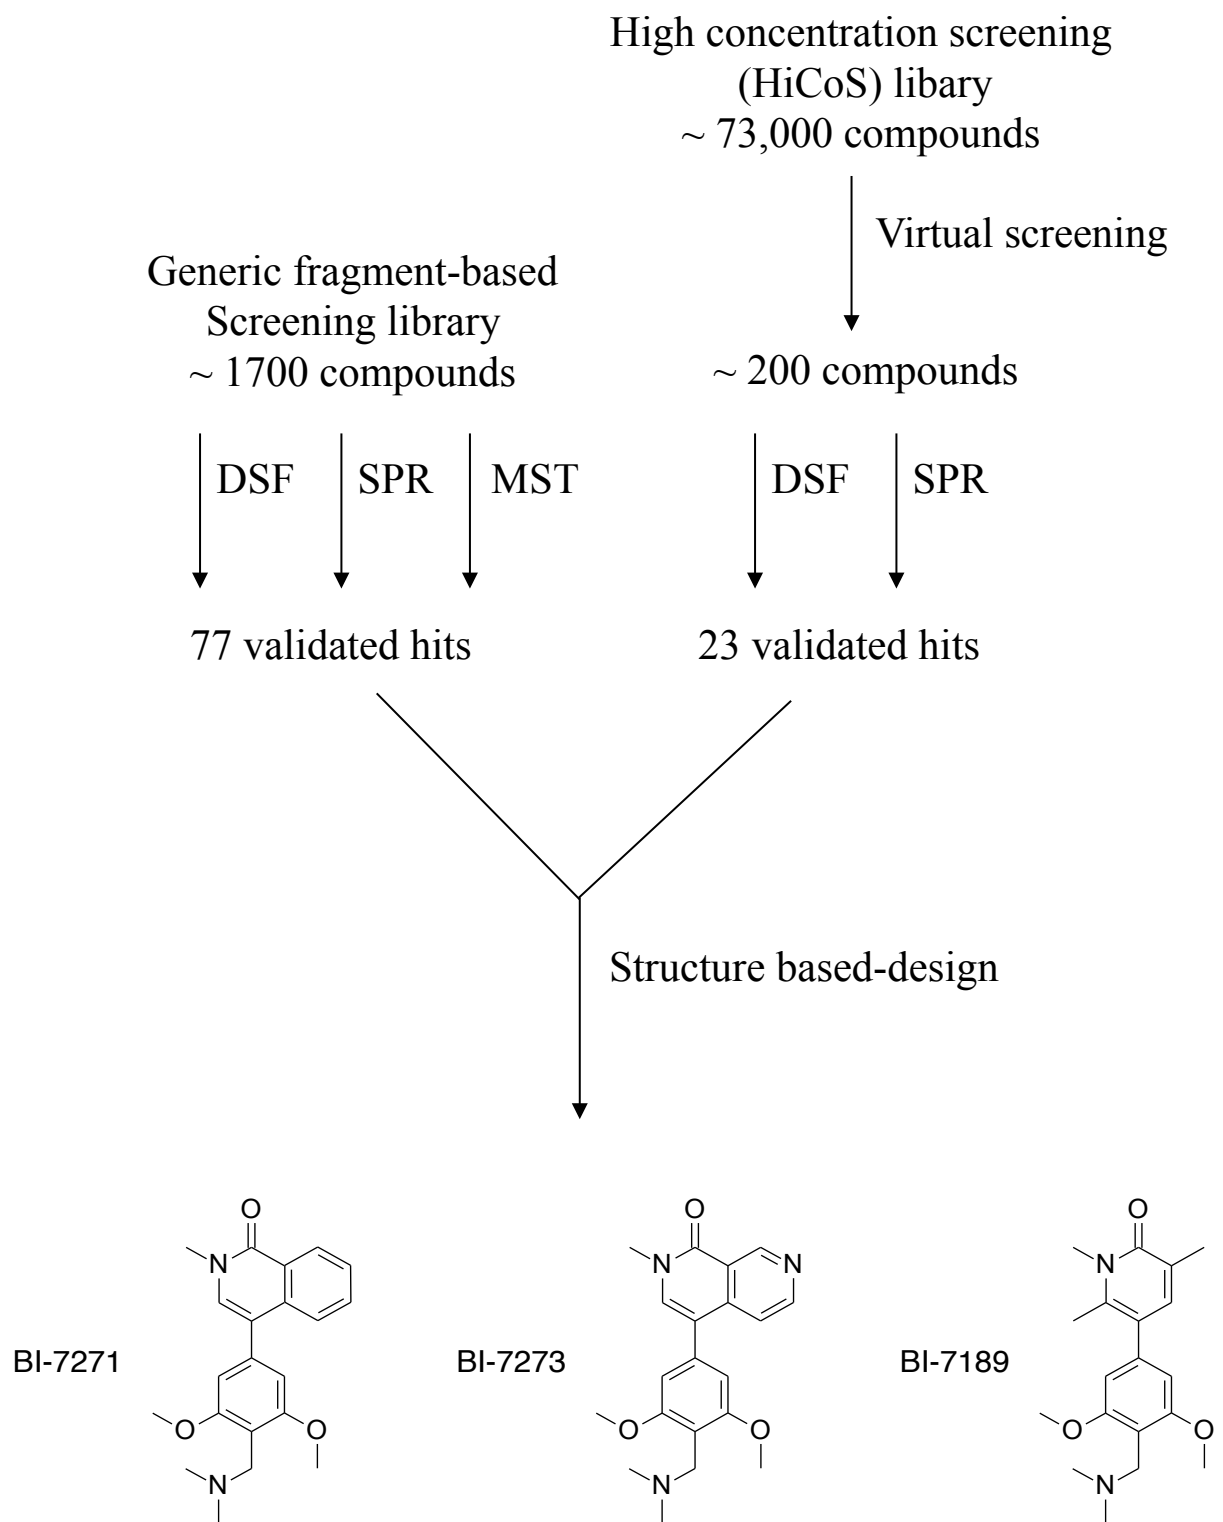 High concentration screening
(HiCoS) libary
~ 73,000 compounds
Virtual screening
Generic fragment-based
Screening library
~ 1700 compounds
~ 200 compounds
DSF
SPR
MST
DSF
SPR
77 validated hits
23 validated hits
Structure based-design
O
N
O
N
N
O
N
BI-7271
BI-7273
BI-7189
O
O
O
O
O
O
N
N
N